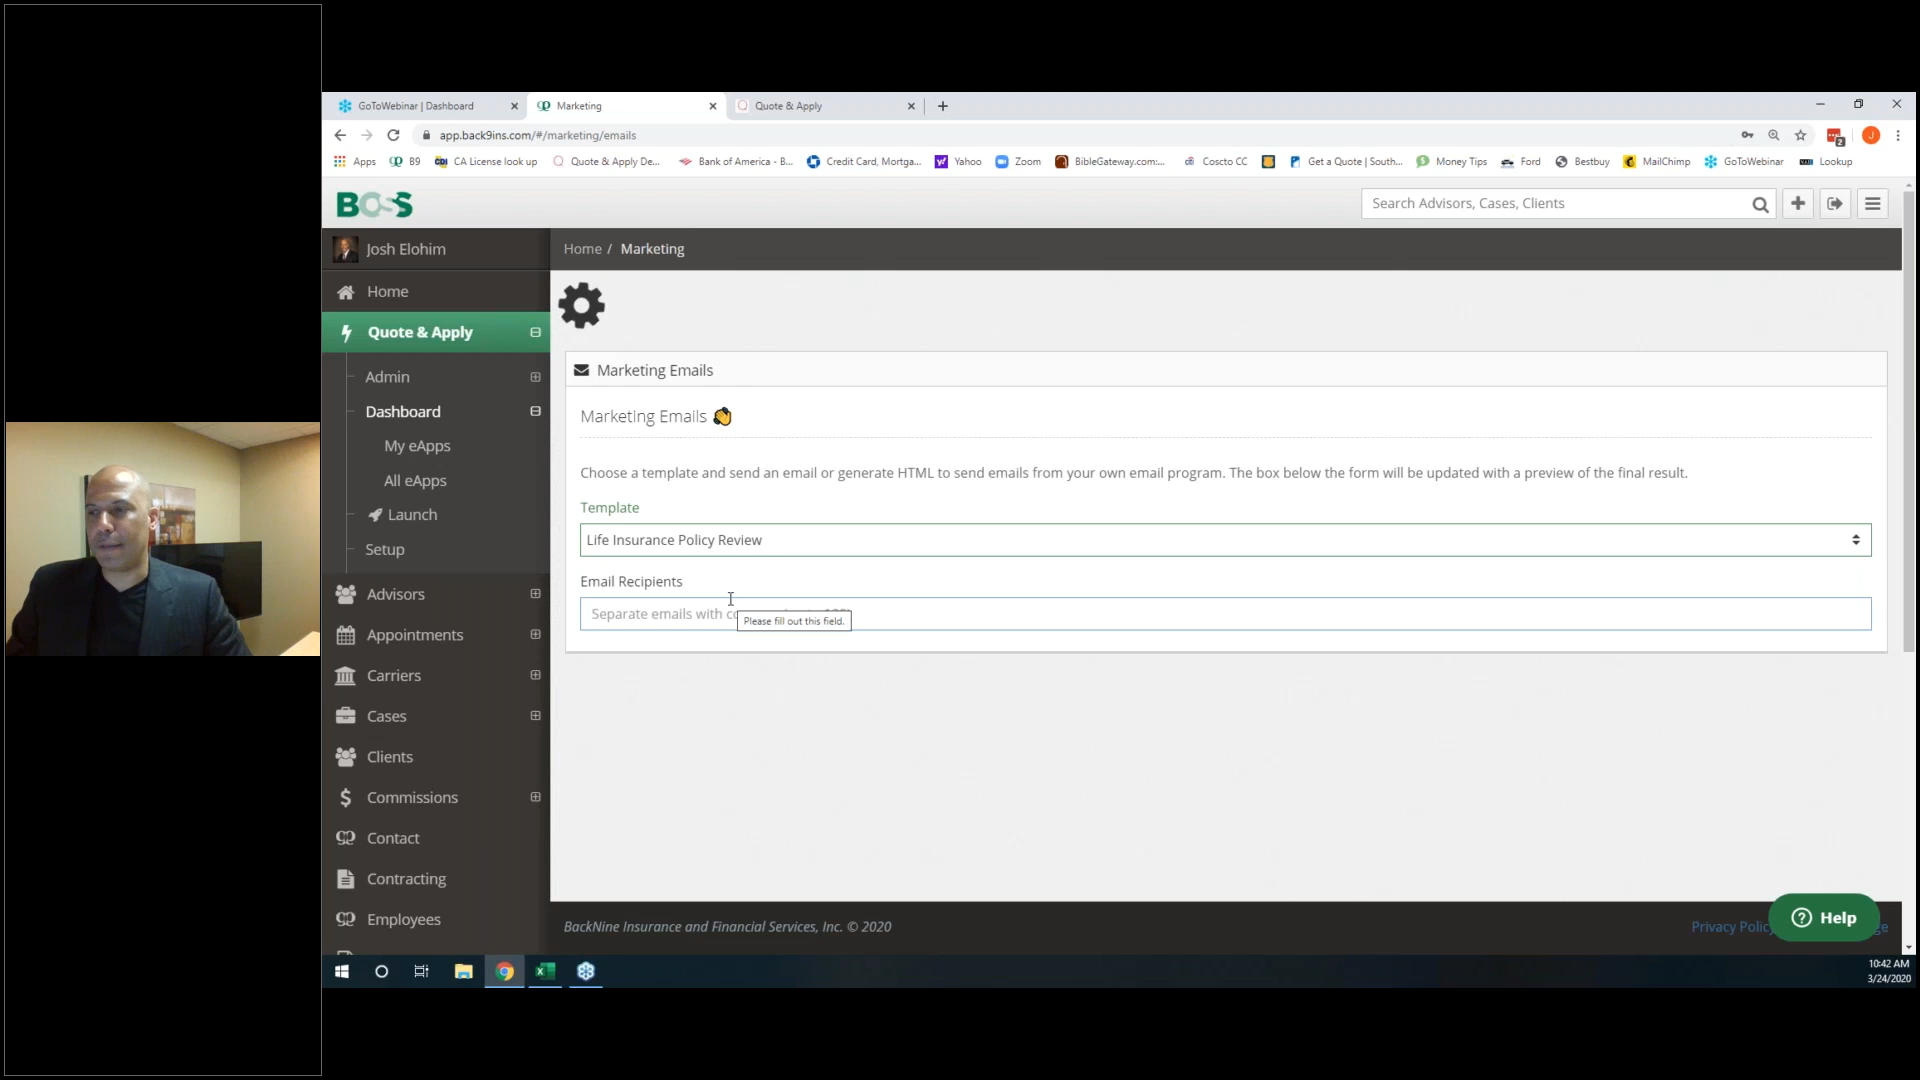 GoToWebinar | Dashboard
Marketing
Quote & Apply
app.back9ins.com/#/marketing/emails
Apps
B9
CA License look up
Quote & Apply De...
Bank of America - B...
Credit Card, Mortga...
Yahoo
Zoom
BibleGateway.com:...
Coscto CC
Get a Quote | South...
Money Tips
Ford
Bestbuy
MailChimp
GoToWebinar
Lookup
BOSS
Search Advisors, Cases, Clients
Josh Elohim
Home / Marketing
Home
Quote & Apply
Admin
Dashboard
My eApps
All eApps
Launch
Setup
Advisors
Appointments
Carriers
Cases
Clients
Commissions
Contact
Contracting
Employees
Marketing Emails
Marketing Emails
Choose a template and send an email or generate HTML to send emails from your own email program. The box below the form will be updated with a preview of the final result.
Template
Life Insurance Policy Review
Email Recipients
Separate emails with
Please fill out this field.
BackNine Insurance and Financial Services, Inc. © 2020
Privacy Policy
Help
10:42 AM
3/24/2020